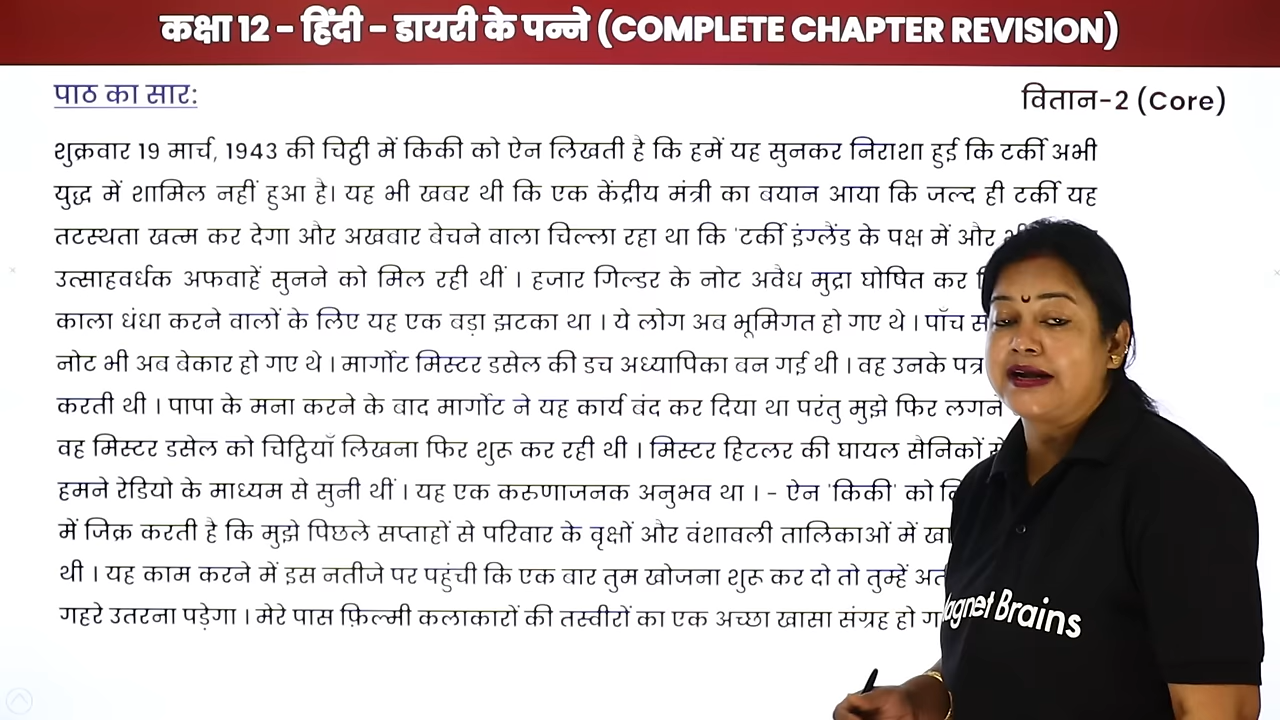 कक्षा 12 - हिंदी - डायरी के पन्ने (COMPLETE CHAPTER REVISION)
पाठ का सार:
वितान-2 (Core)
शुक्रवार 19 मार्च, 1943 की चिट्ठी में किकी को ऐन लिखती है कि हमें यह सुनकर निराशा हुई कि टर्की अभी
युद्ध में शामिल नहीं हुआ है। यह भी खबर थी कि एक केंद्रीय मंत्री का बयान आया कि जल्द ही टर्की यह
तटस्थता खत्म कर देगा और अखबार बेचने वाला चिल्ला रहा था कि 'टर्की इंग्लैंड के पक्ष में और
उत्साहवर्धक अफवाहें सुनने को मिल रही थीं । हजार गिल्डर के नोट अवैध मुद्रा घोषित कर
काला धंधा करने वालों के लिए यह एक बड़ा झटका था । ये लोग अब भूमिगत हो गए थे । पाँच
नोट भी अब बेकार हो गए थे । मार्गोट मिस्टर डसेल की डच अध्यापिका बन गई थी । वह उनके पत्र
करती थी । पापा के मना करने के बाद मार्गोट ने यह कार्य बंद कर दिया था परंतु मुझे फिर लगने
वह मिस्टर डसेल को चिट्ठियाँ लिखना फिर शुरू कर रही थी । मिस्टर हिटलर की घायल सैनिकों
हमने रेडियो के माध्यम से सुनी थीं । यह एक करुणाजनक अनुभव था । - ऐन 'किकी' को
में जिक्र करती है कि मुझे पिछले सप्ताहों से परिवार के वृक्षों और वंशावली तालिकाओं में
थी । यह काम करने में इस नतीजे पर पहुंची कि एक बार तुम खोजना शुरू कर दो तो तुम्हें
गहरे उतरना पड़ेगा । मेरे पास फ़िल्मी कलाकारों की तस्वीरों का एक अच्छा खासा संग्रह हो
Magnet Brains